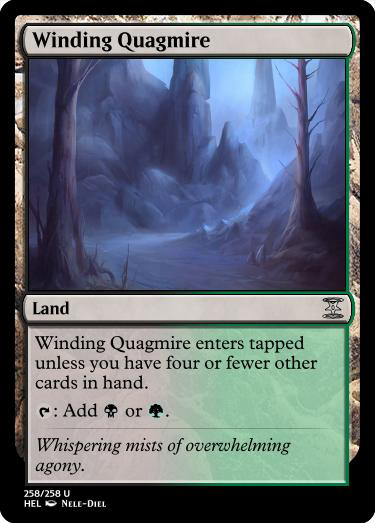 Winding Quagmire
Land
Winding Quagmire enters tapped
unless you have four or fewer other
cards in hand.
: Add or .
Whispering mists of overwhelming
agony.
258/258 U
HEL Nele-Diel